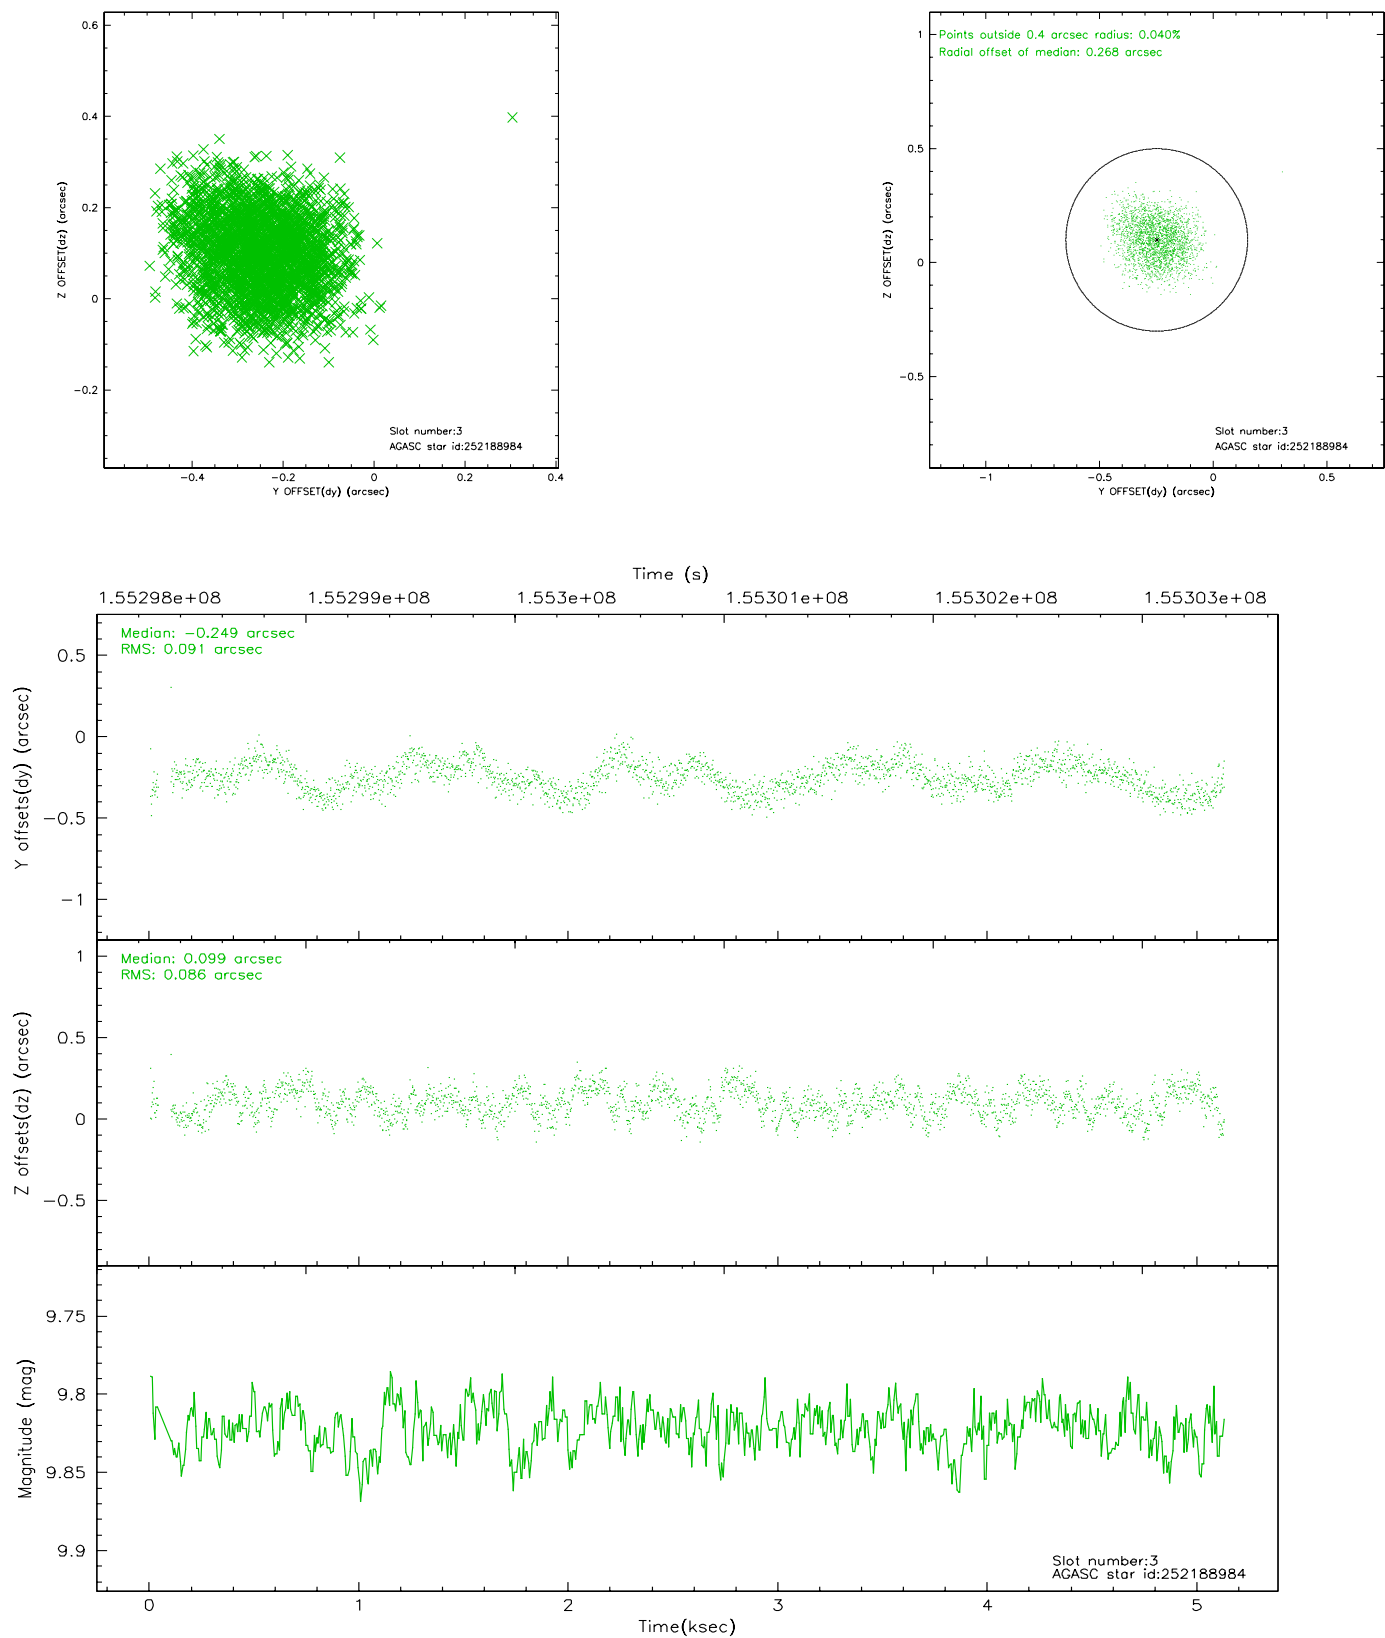 0.6
0.4
0.2
0
−0.2
Z OFFSET(dz) (arcsec)
−0.4
−0.2
0
0.2
0.4
Y OFFSET(dy) (arcsec)
Slot number:3
AGASC star id:252188984
Points outside 0.4 arcsec radius: 0.040%
Radial offset of median: 0.268 arcsec
1
0.5
0
−0.5
Z OFFSET(dz) (arcsec)
−1
−0.5
0
0.5
Y OFFSET(dy) (arcsec)
Slot number:3
AGASC star id:252188984
Time (s)
1.55298e+08
1.55299e+08
1.553e+08
1.55301e+08
1.55302e+08
1.55303e+08
Median: −0.249 arcsec
RMS: 0.091 arcsec
0.5
0
−0.5
−1
Y offsets(dy) (arcsec)
Median: 0.099 arcsec
RMS: 0.086 arcsec
1
0.5
0
−0.5
Z offsets(dz) (arcsec)
9.75
9.8
9.85
9.9
Magnitude (mag)
Slot number:3
AGASC star id:252188984
0
1
2
3
4
5
Time(ksec)